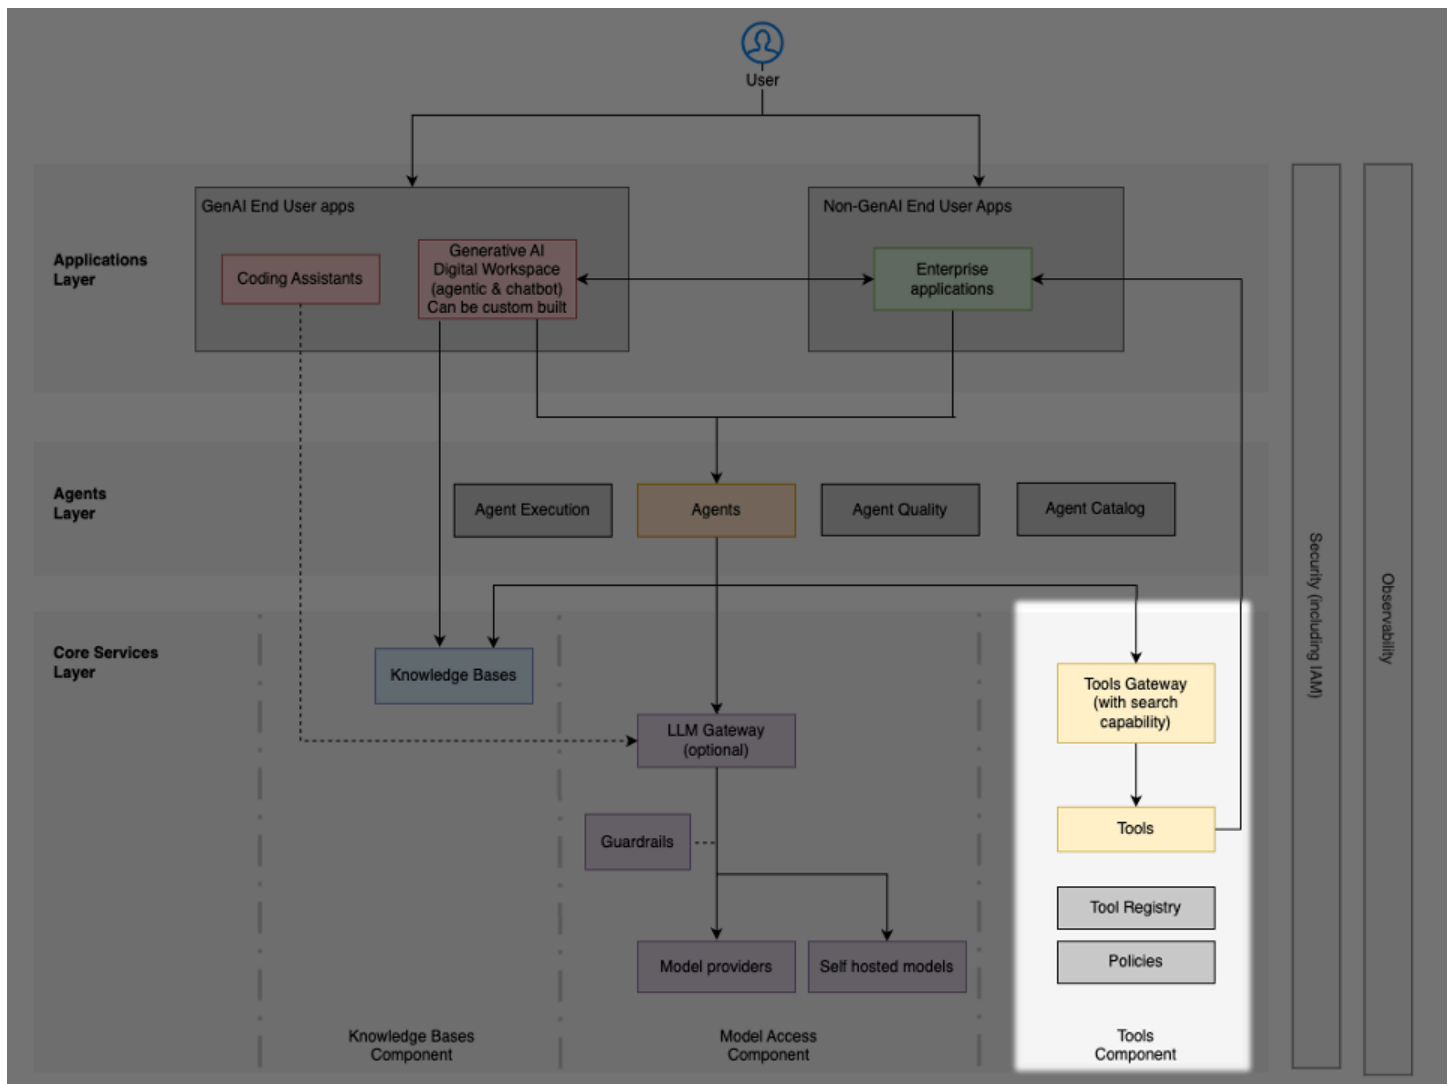 User
GenAI End User apps
Non-GenAI End User Apps
Applications
Layer
Coding Assistants
Generative AI
Digital Workspace
(agentic & chatbot)
Can be custom built
Enterprise
applications
Agents
Layer
Agent Execution
Agents
Agent Quality
Agent Catalog
Security (including IAM)
Observability
Core Services
Layer
Knowledge Bases
LLM Gateway
(optional)
Tools Gateway
(with search
capability)
Guardrails
Tools
Tool Registry
Model providers
Self hosted models
Policies
Knowledge Bases
Component
Model Access
Component
Tools
Component